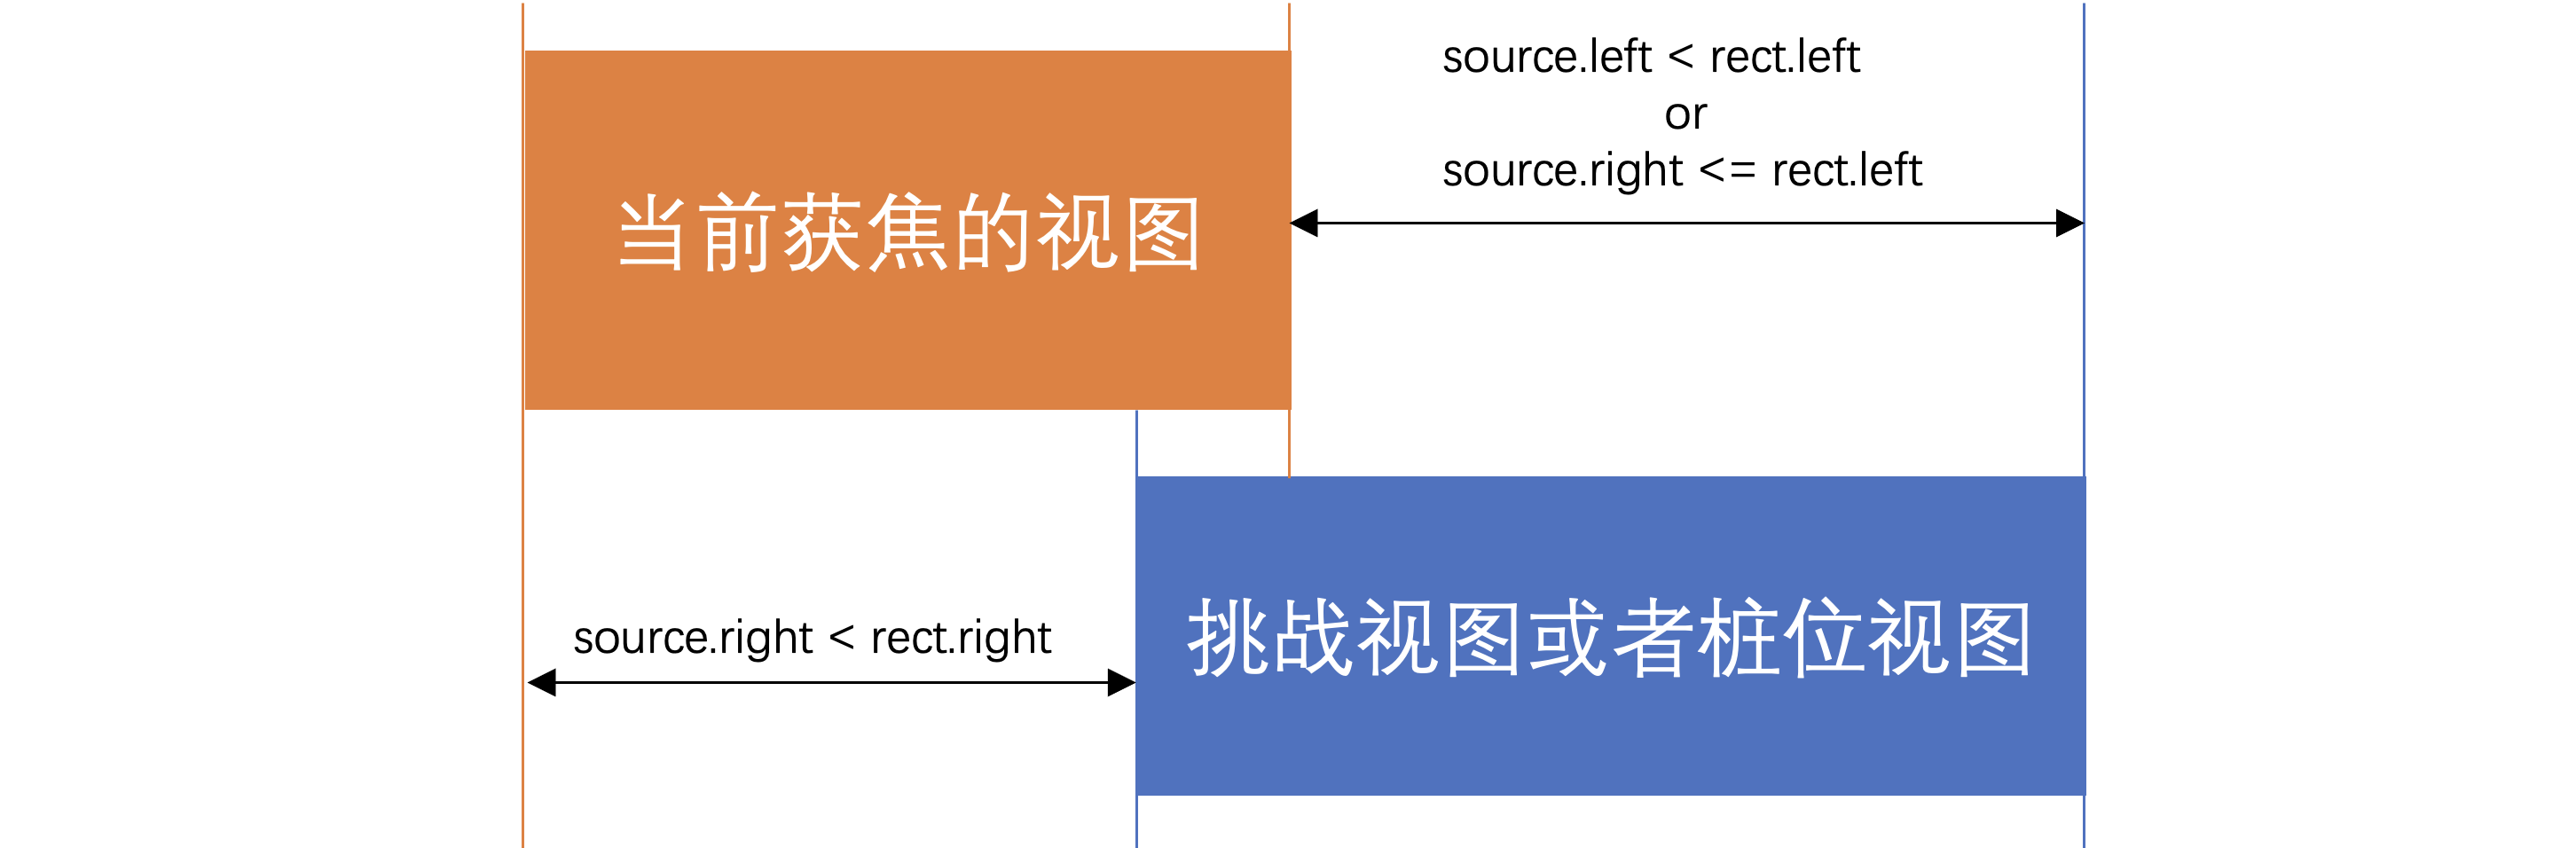 source.left < rect.left
or
source.right <= rect.left
当前获焦的视图
source.right < rect.right
挑战视图或者桩位视图